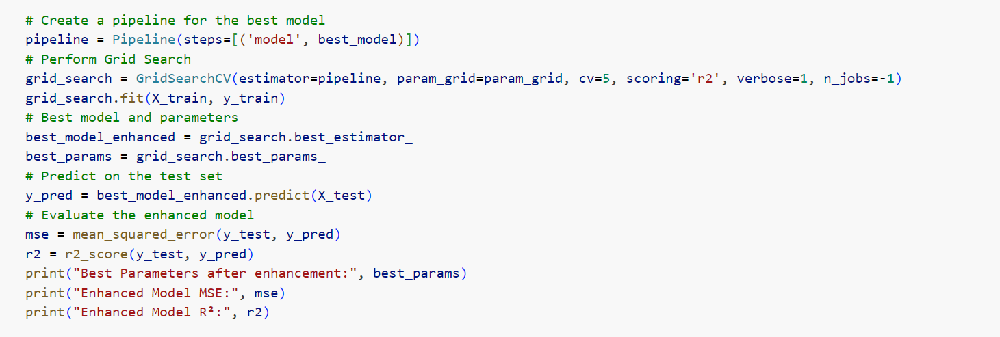 # Create a pipeline for the best model
pipeline = Pipeline(steps=[('model', best_model)])
# Perform Grid Search
grid_search = GridSearchCV(estimator=pipeline, param_grid=param_grid, cv=5, scoring='r2', verbose=1, n_jobs=-1)
grid_search.fit(X_train, y_train)
# Best model and parameters
best_model_enhanced = grid_search.best_estimator_
best_params = grid_search.best_params_
# Predict on the test set
y_pred = best_model_enhanced.predict(X_test)
# Evaluate the enhanced model
mse = mean_squared_error(y_test, y_pred)
r2 = r2_score(y_test, y_pred)
print("Best Parameters after enhancement:", best_params)
print("Enhanced Model MSE:", mse)
print("Enhanced Model R²:", r2)